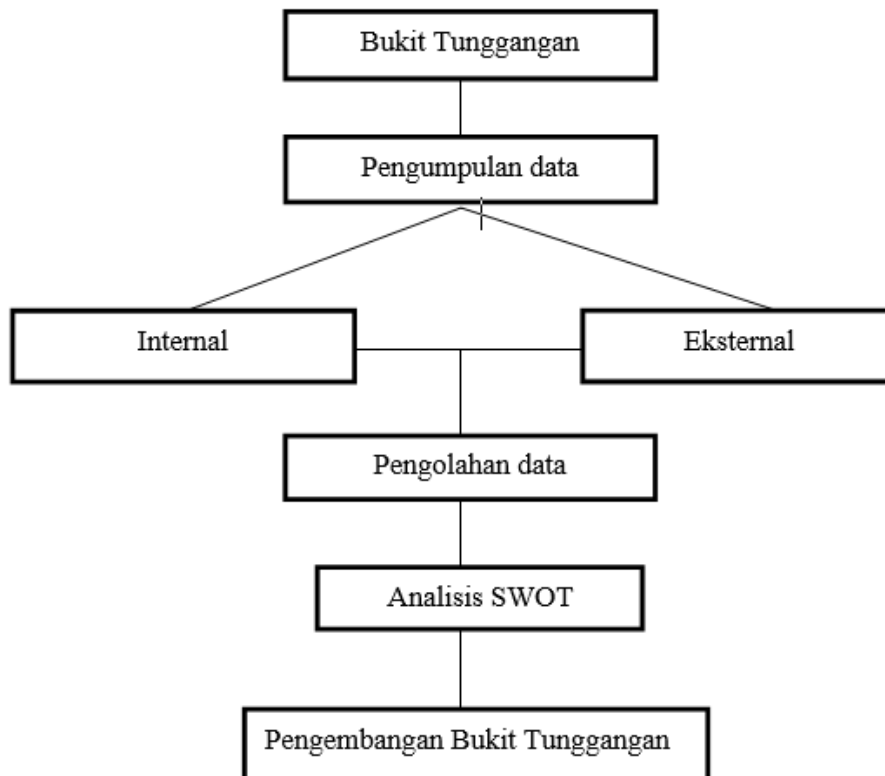 Bukit Tunggangan
Pengumpulan data
Internal
Eksternal
Pengolahan data
Analisis SWOT
Pengembangan Bukit Tunggangan